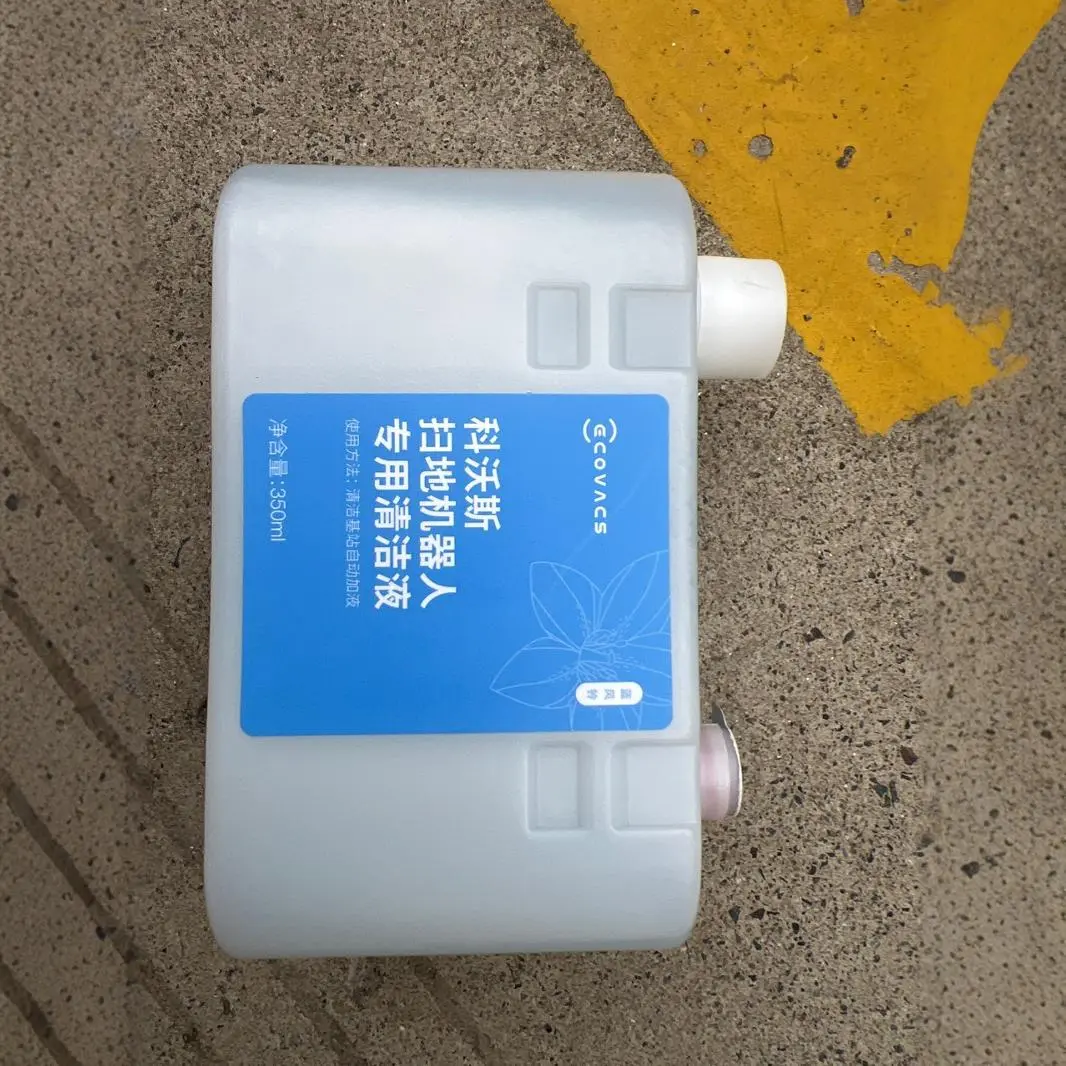 ECOVACS
科沃斯
扫地机器人
专用清洁液
使用方法：清洁基站自动加液
净含量：350ml
蓝风铃